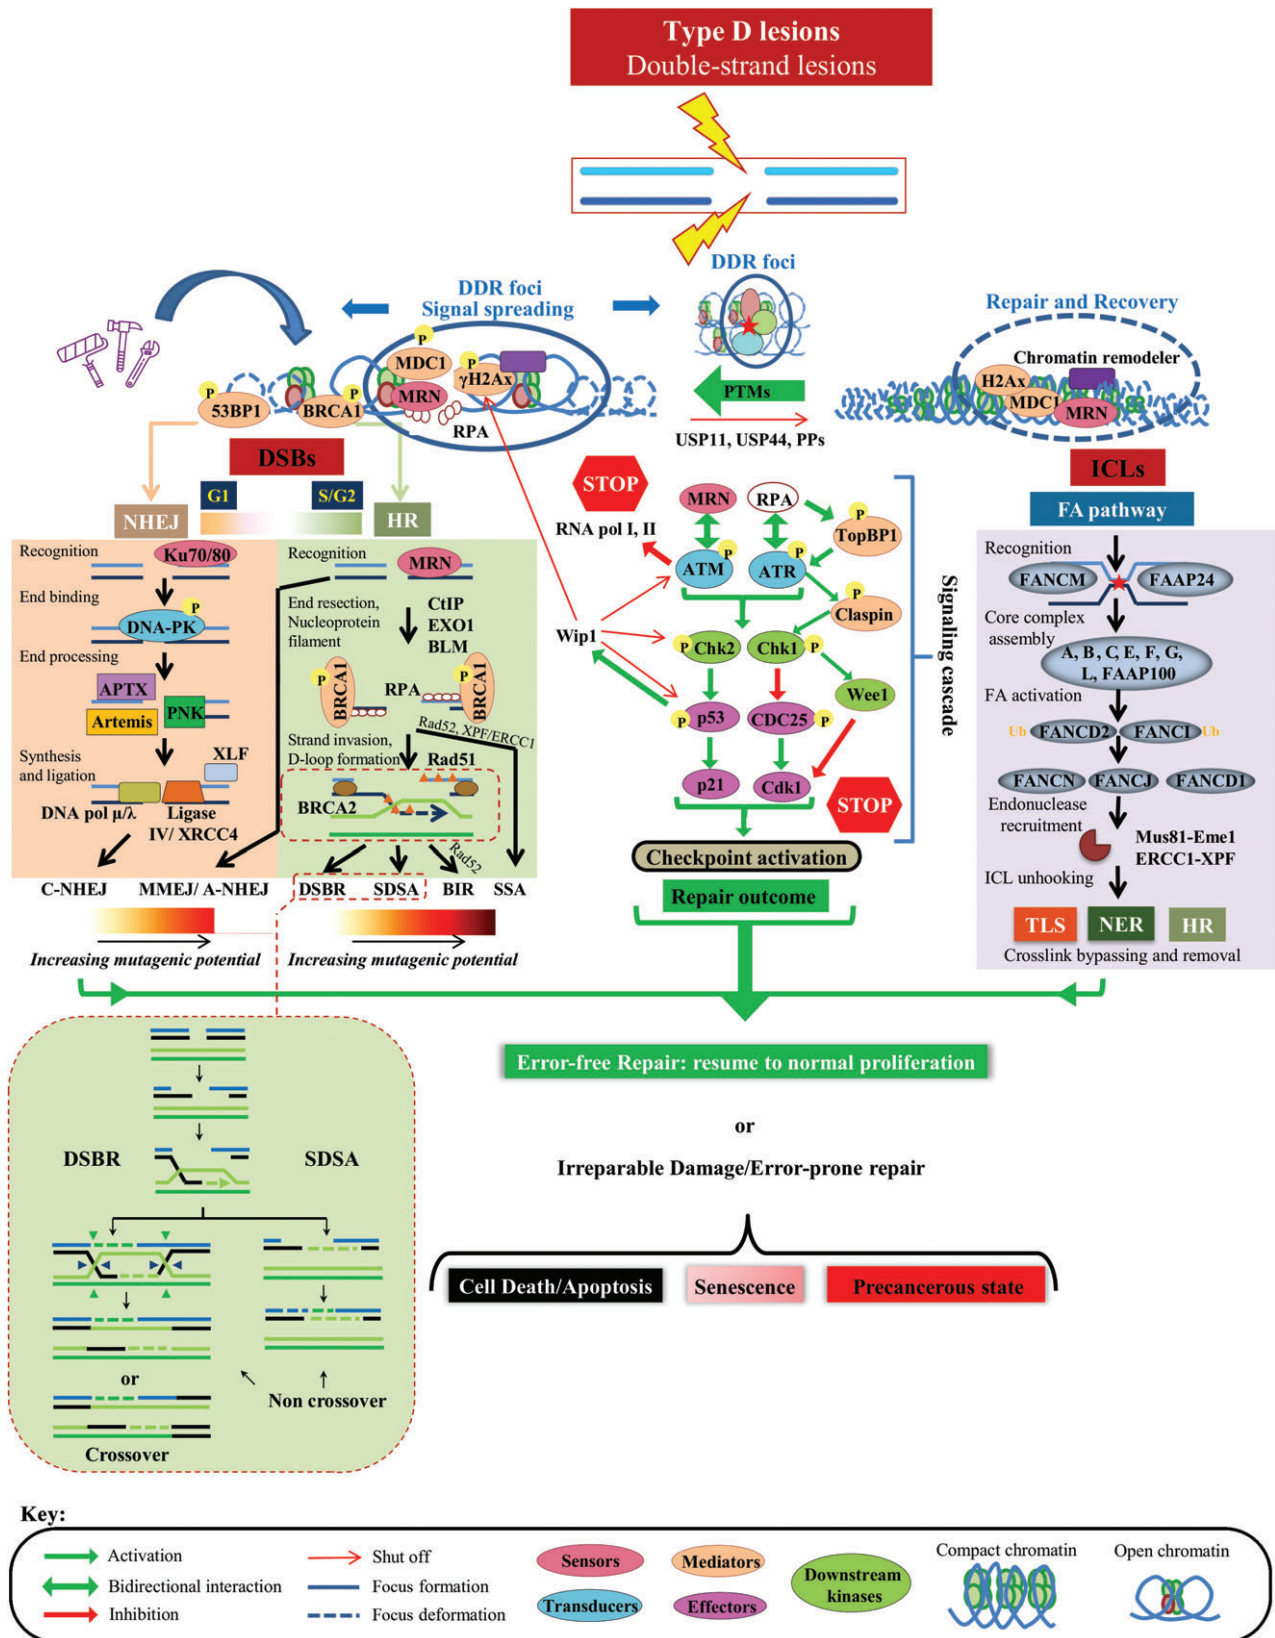 Type D lesions
Double-strand lesions
DDR foci
DDR foci
Signal spreading
Repair and Recovery
P
MDC1
P
γH2Ax
MRN
RPA
P
53BP1
P
BRCA1
PTMs
USP11, USP44, PPs
Chromatin remodeler
H2Ax
MDC1
MRN
DSBs
G1
S/G2
NHEJ
HR
Recognition
Ku70/80
End binding
P
DNA-PK
End processing
APTX
Artemis
PNK
Synthesis
and ligation
XLF
DNA pol μ/λ
Ligase
IV/ XRCC4
Recognition
MRN
End resection,
Nucleoprotein
filament
CtIP
EXO1
BLM
P
BRCA1
RPA
P
BRCA1
Rad52, XPF/ERCC1
Strand invasion,
D-loop formation
Rad51
BRCA2
Rad52
C-NHEJ
MMEJ/ A-NHEJ
DSBR
SDSA
BIR
SSA
Increasing mutagenic potential
Increasing mutagenic potential
STOP
RNA pol I, II
MRN
RPA
P
TopBP1
P
ATM
P
ATR
P
Claspin
Wip1
P
Chk2
Chk1
P
Wee1
P
p53
CDC25
P
p21
Cdk1
STOP
Signaling cascade
Checkpoint activation
Repair outcome
ICLs
FA pathway
Recognition
FANCM
FAAP24
Core complex
assembly
A, B, C, E, F, G,
L, FAAP100
FA activation
Ub
FANCD2
FANCI
Ub
FANCN
FANCJ
FANCD1
Endonuclease
recruitment
Mus81-Eme1
ERCC1-XPF
ICL unhooking
TLS
NER
HR
Crosslink bypassing and removal
Error-free Repair: resume to normal proliferation
or
Irreparable Damage/Error-prone repair
Cell Death/Apoptosis
Senescence
Precancerous state
DSBR
SDSA
or
Non crossover
Crossover
Key:
Activation
Bidirectional interaction
Inhibition
Shut off
Focus formation
Focus deformation
Sensors
Transducers
Mediators
Effectors
Downstream
kinases
Compact chromatin
Open chromatin